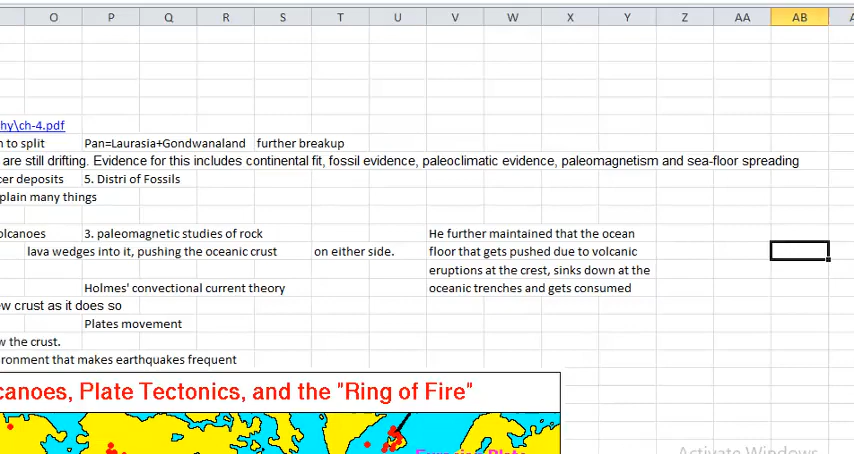 O P Q R S T U V W X Y Z AA AB
hy\ch-4.pdf
n to split Pan=Laurasia+Gondwanaland further breakup
are still drifting. Evidence for this includes continental fit, fossil evidence, paleoclimatic evidence, paleomagnetism and sea-floor spreading
cer deposits 5. Distri of Fossils
plain many things
olcanoes 3. paleomagnetic studies of rock He further maintained that the ocean
lava wedges into it, pushing the oceanic crust on either side. floor that gets pushed due to volcanic
eruptions at the crest, sinks down at the
Holmes' convectional current theory oceanic trenches and gets consumed
ew crust as it does so
Plates movement
w the crust.
ironment that makes earthquakes frequent
canoes, Plate Tectonics, and the "Ring of Fire"
Eurasian Plate
Activate Windows